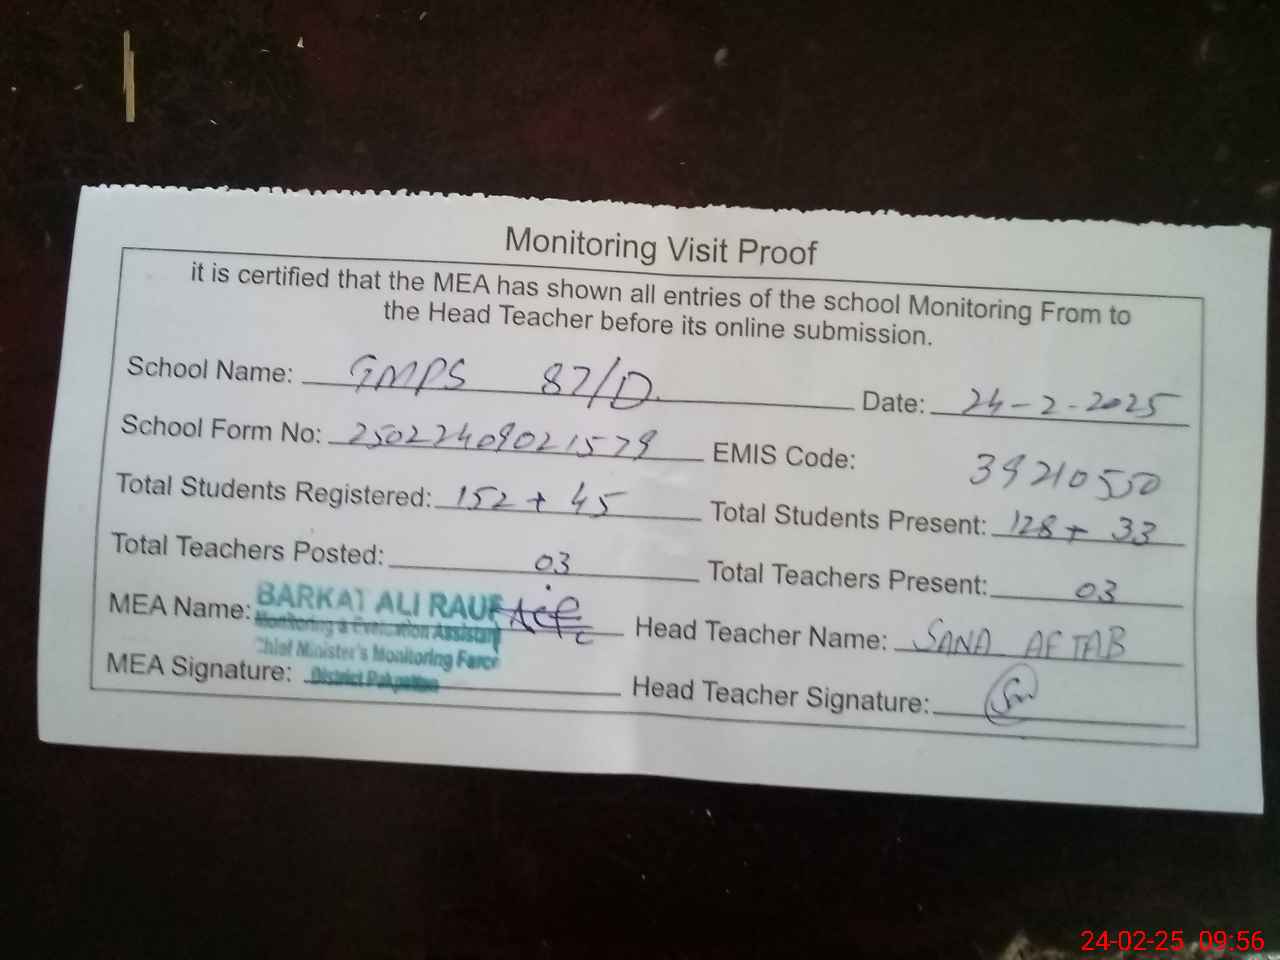 Monitoring Visit Proof
it is certified that the MEA has shown all entries of the school Monitoring From to
the Head Teacher before its online submission.
School Name: GMPS 87/D. Date: 24-2-2025
School Form No: 25022409021579 EMIS Code: 39210550
Total Students Registered: 152 + 45 Total Students Present: 128 + 33
Total Teachers Posted: 03 Total Teachers Present: 03
MEA Name: BARKAT ALI RAUF Head Teacher Name: SANA AFTAB
Monitoring & Evaluation Assistant
Chief Minister's Monitoring Farce
MEA Signature: District Pakpattan Head Teacher Signature:
24-02-25 09:56